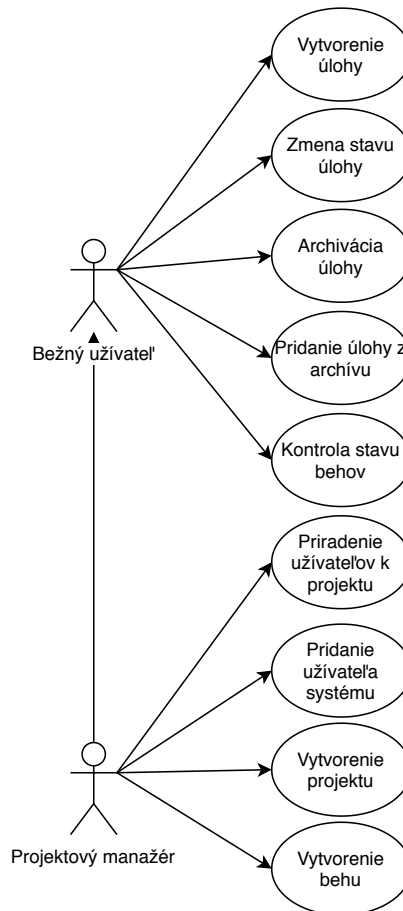 Vytvorenie
úlohy
Zmena stavu
úlohy
Archivácia
úlohy
Bežný užívateľ
Pridanie úlohy z
archívu
Kontrola stavu
behov
Priradenie
užívateľov k
projektu
Pridanie
užívateľa
systému
Vytvorenie
projektu
Projektový manažér
Vytvorenie
behu